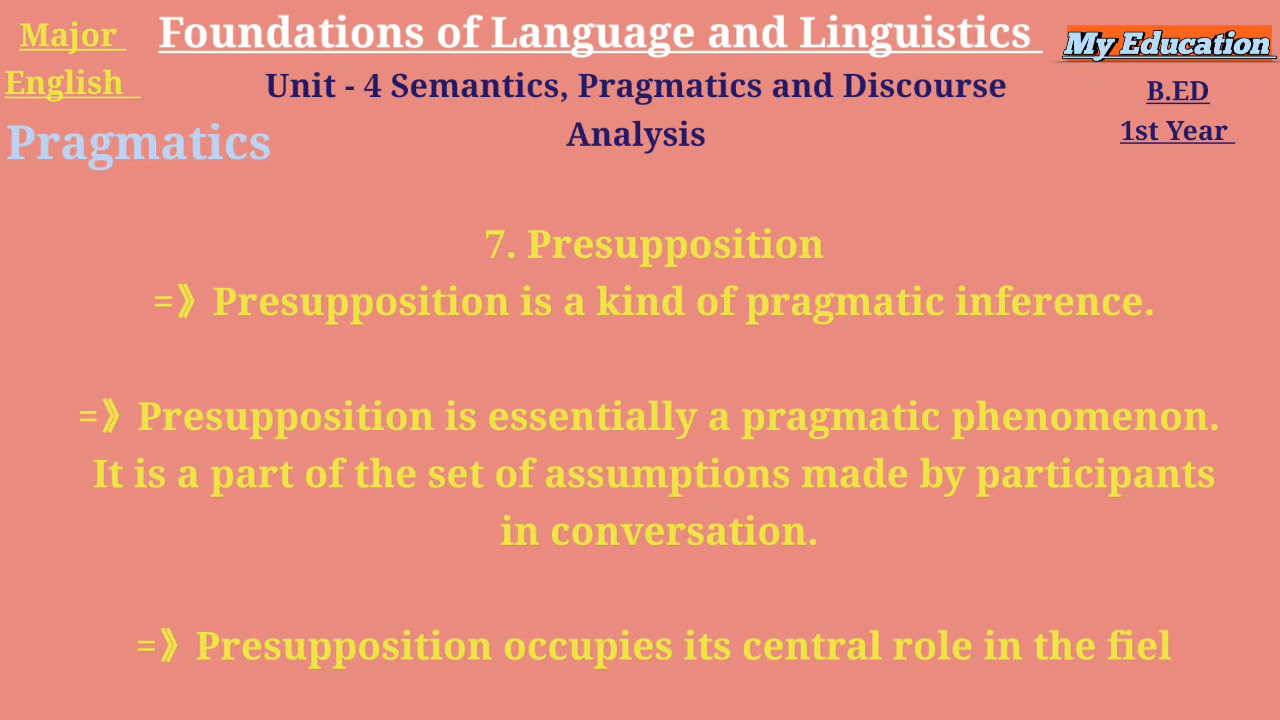 Major
English
Foundations of Language and Linguistics
My Education
Unit - 4 Semantics, Pragmatics and Discourse
Analysis
B.ED
1st Year
Pragmatics
7. Presupposition
=》Presupposition is a kind of pragmatic inference.
=》Presupposition is essentially a pragmatic phenomenon.
It is a part of the set of assumptions made by participants
in conversation.
=》Presupposition occupies its central role in the fiel